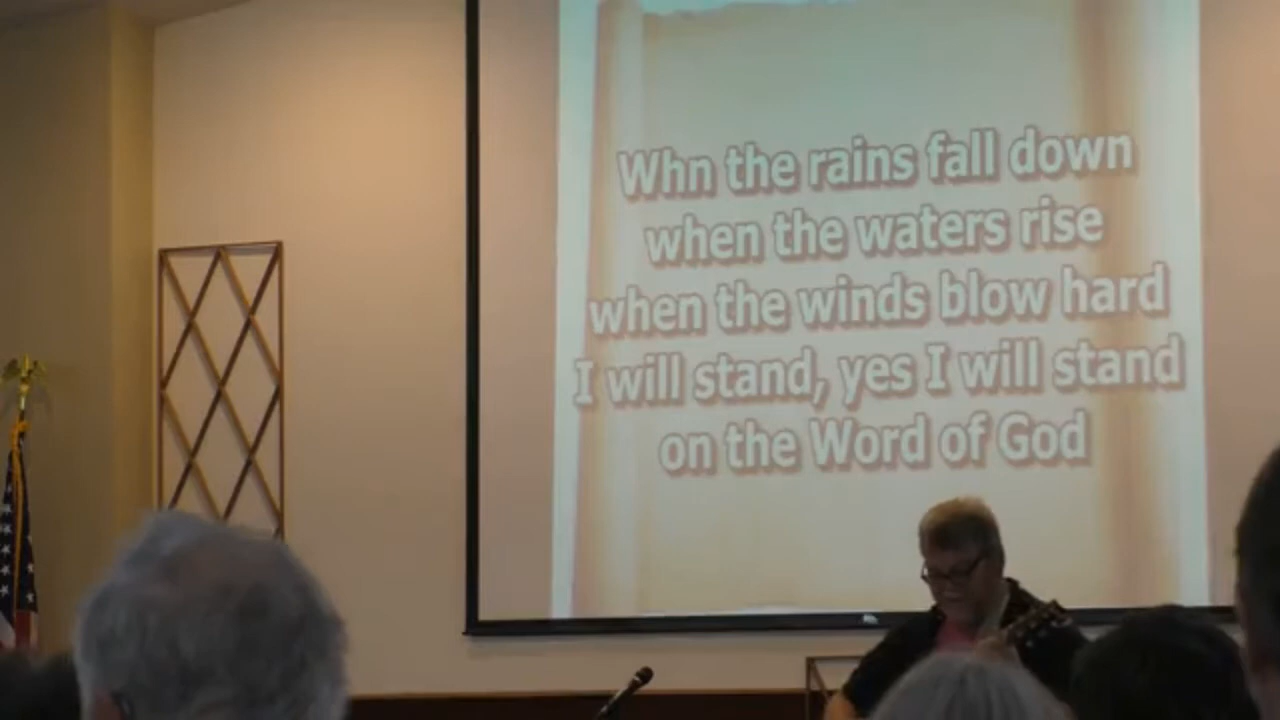 Whn the rains fall down
when the waters rise
when the winds blow hard
I will stand, yes I will stand
on the Word of God